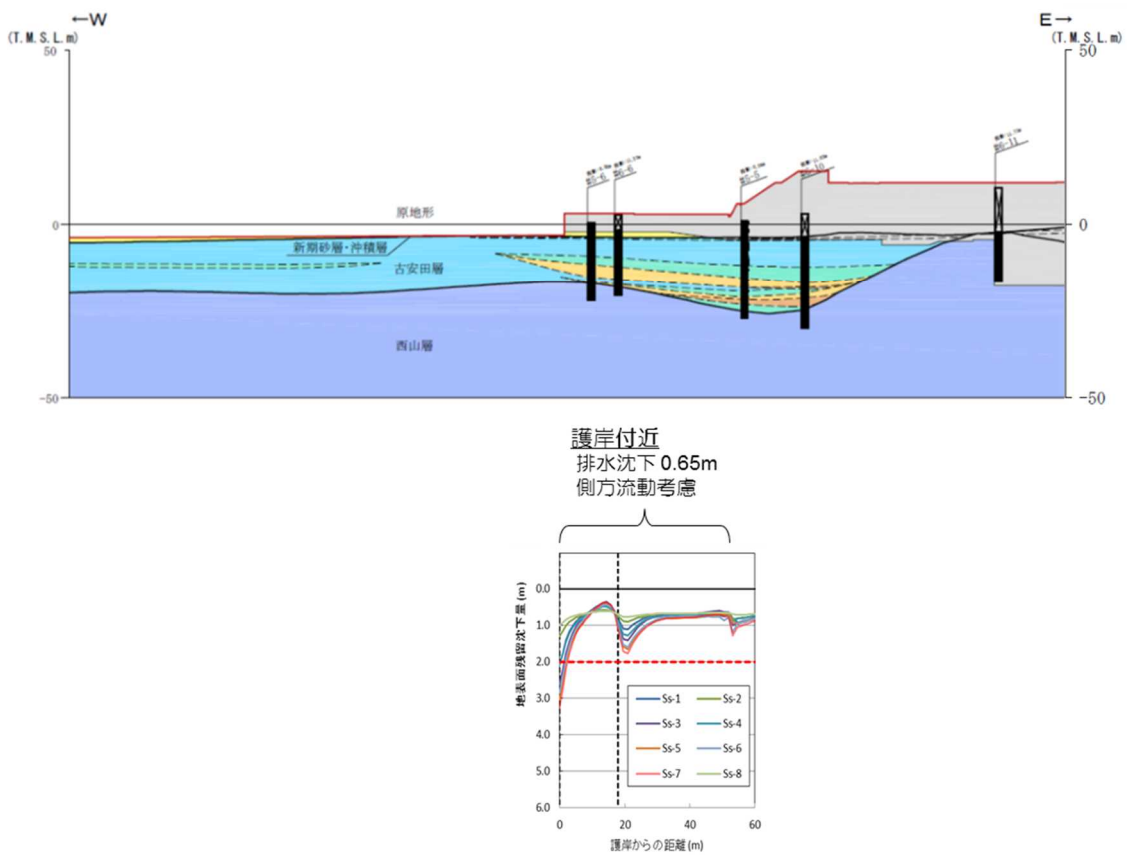 ←W
E→
(T.M.S.L.m)
(T.M.S.L.m)
50
50
原地形
0
0
新期砂層・沖積層
古安田層
西山層
-50
-50
護岸付近
排水沈下 0.65m
側方流動考慮
地表面残留沈下量(m)
0.0
1.0
2.0
3.0
4.0
5.0
6.0
Ss-1
Ss-2
Ss-3
Ss-4
Ss-5
Ss-6
Ss-7
Ss-8
0
20
40
60
護岸からの距離(m)